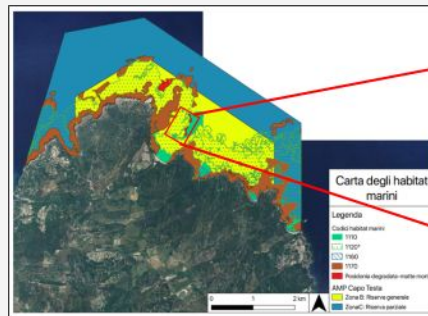 Carta degli habitat
marini
Legenda
Codici habitat marini
1110
1120*
1160
1170
Posidonia degradata-matte morta
AMP Capo Testa
Zona B: Riserva generale
Zona C: Riserva parziale
0 1 2 km